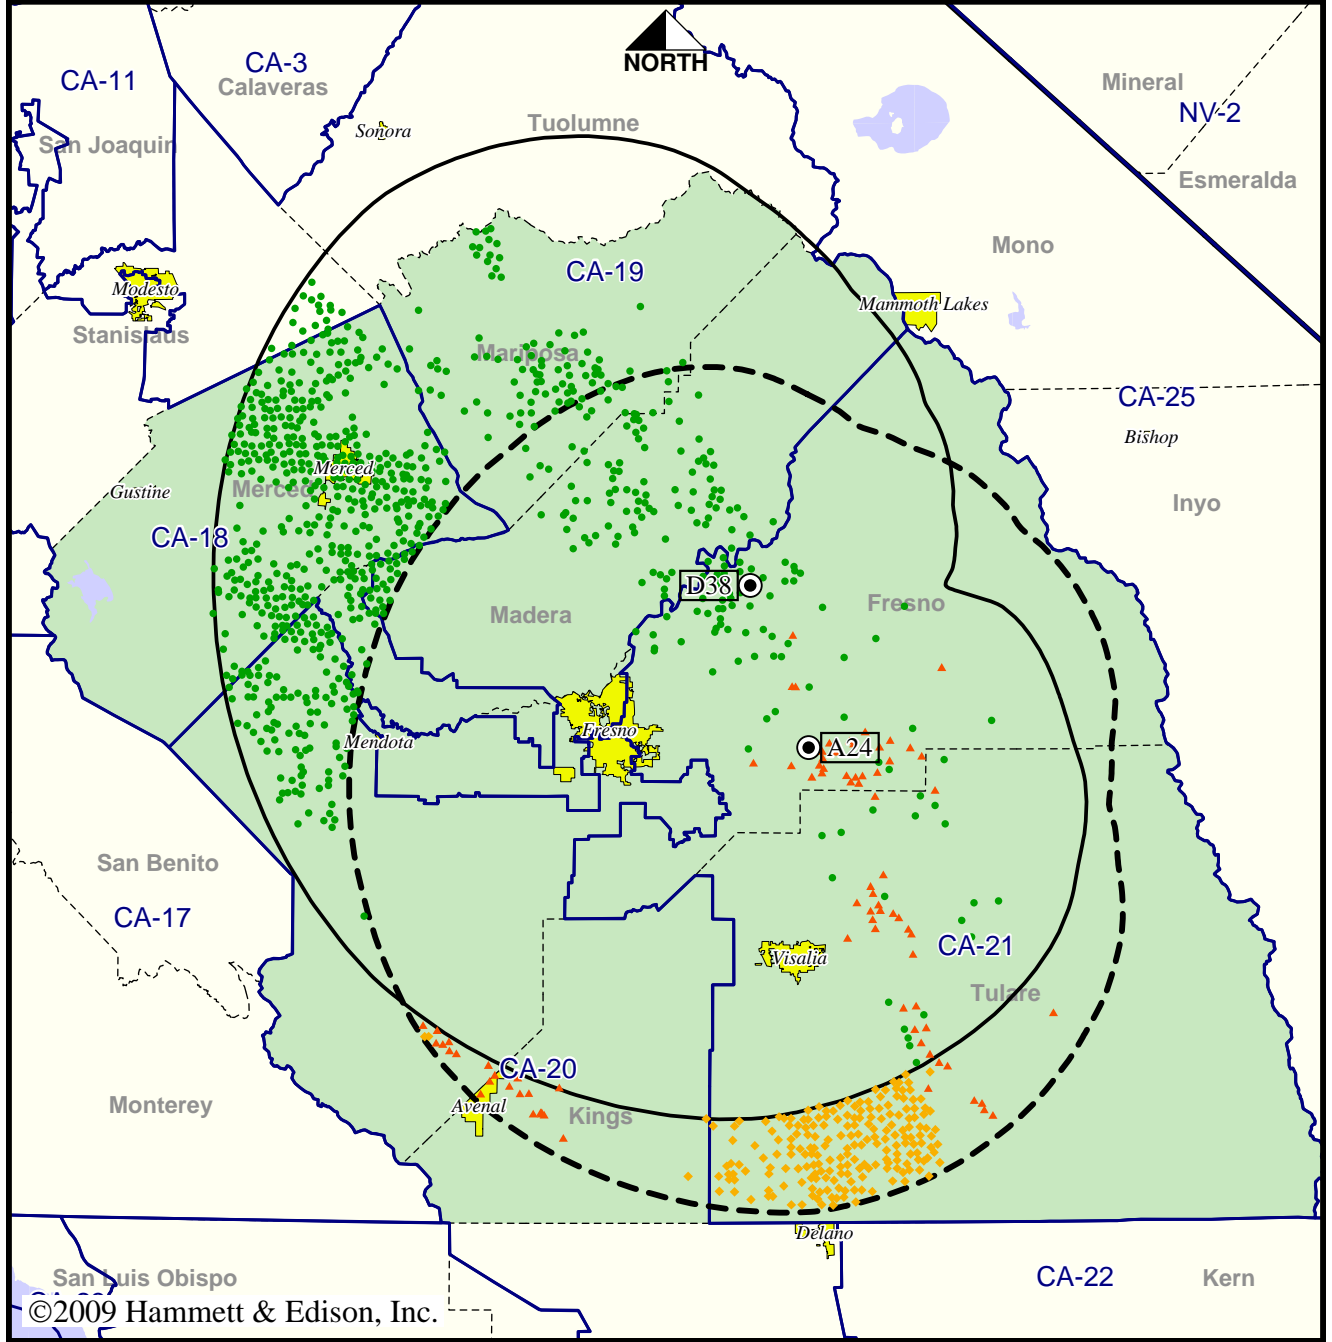 NORTH
CA-11
CA-3
Calaveras
Mineral
NV-2
San Joaquin
Sonora
Tuolumne
Esmeralda
Mono
CA-19
Modesto
Mammoth Lakes
Stanislaus
Mariposa
CA-25
Bishop
Merced
Gustine
Merced
Inyo
CA-18
D38
Madera
Fresno
Fresno
Mendota
A24
San Benito
CA-17
CA-21
Visalia
Tulare
CA-20
Avenal
Monterey
Kings
Delano
San Luis Obispo
CA-22
Kern
©2009 Hammett & Edison, Inc.